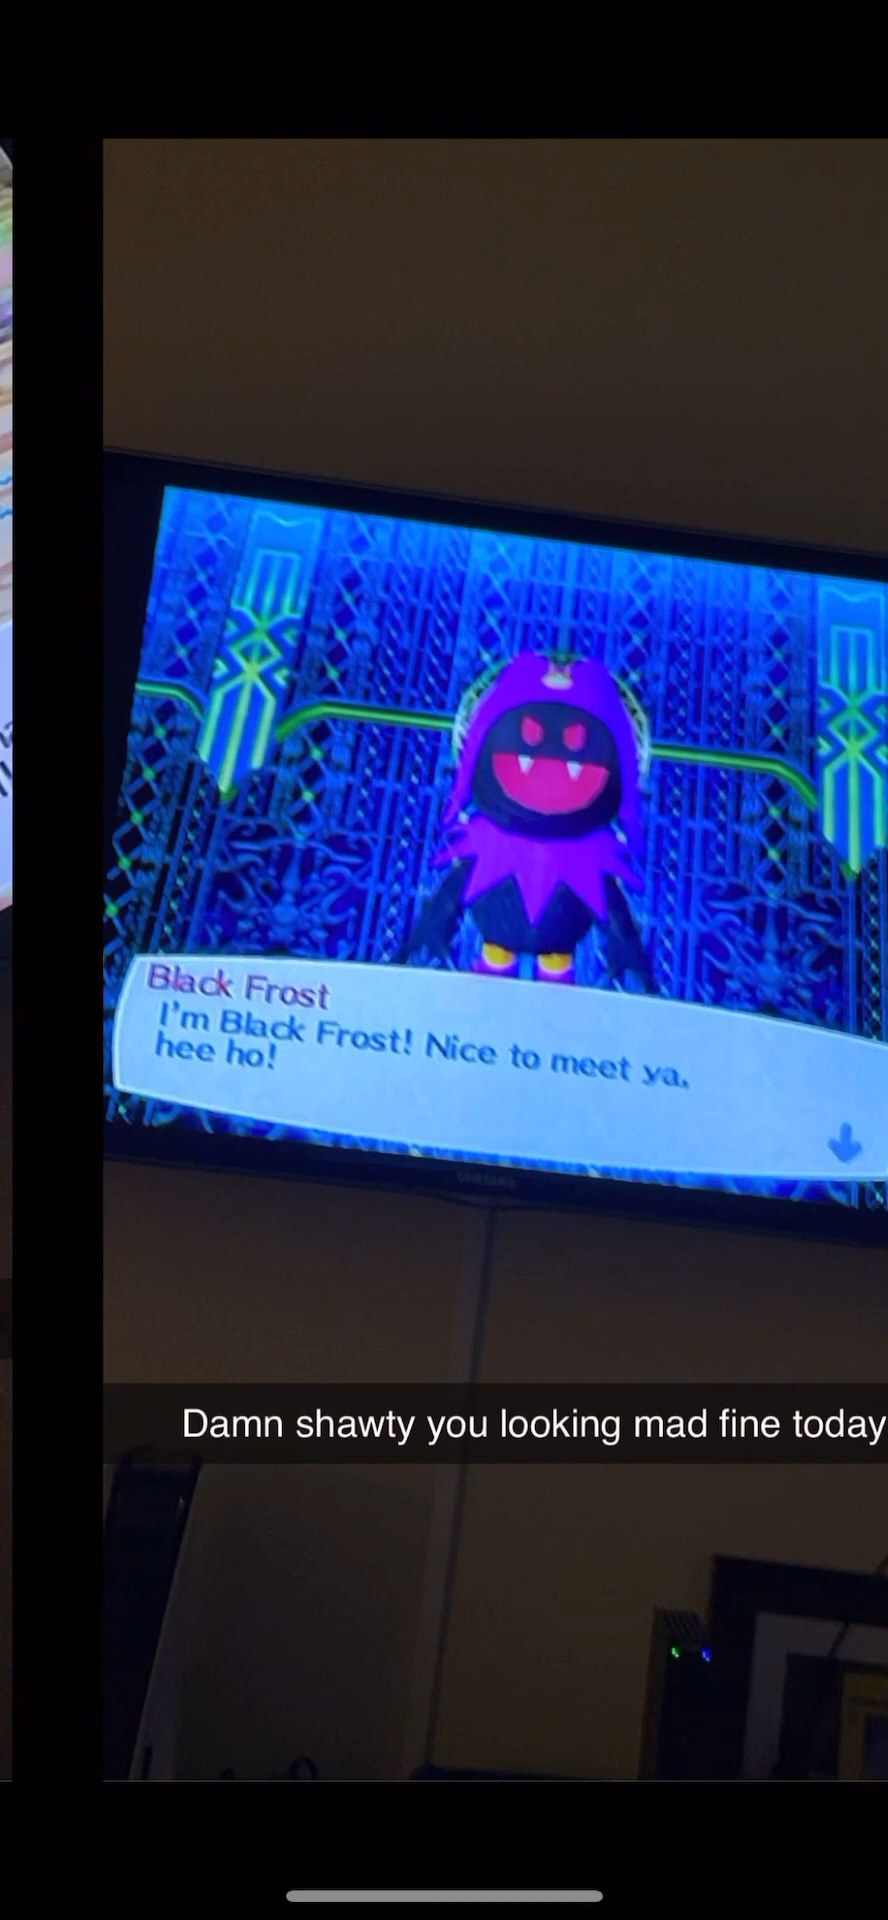 Black Frost
I'm Black Frost! Nice to meet ya,
hee ho!
Damn shawty you looking mad fine today